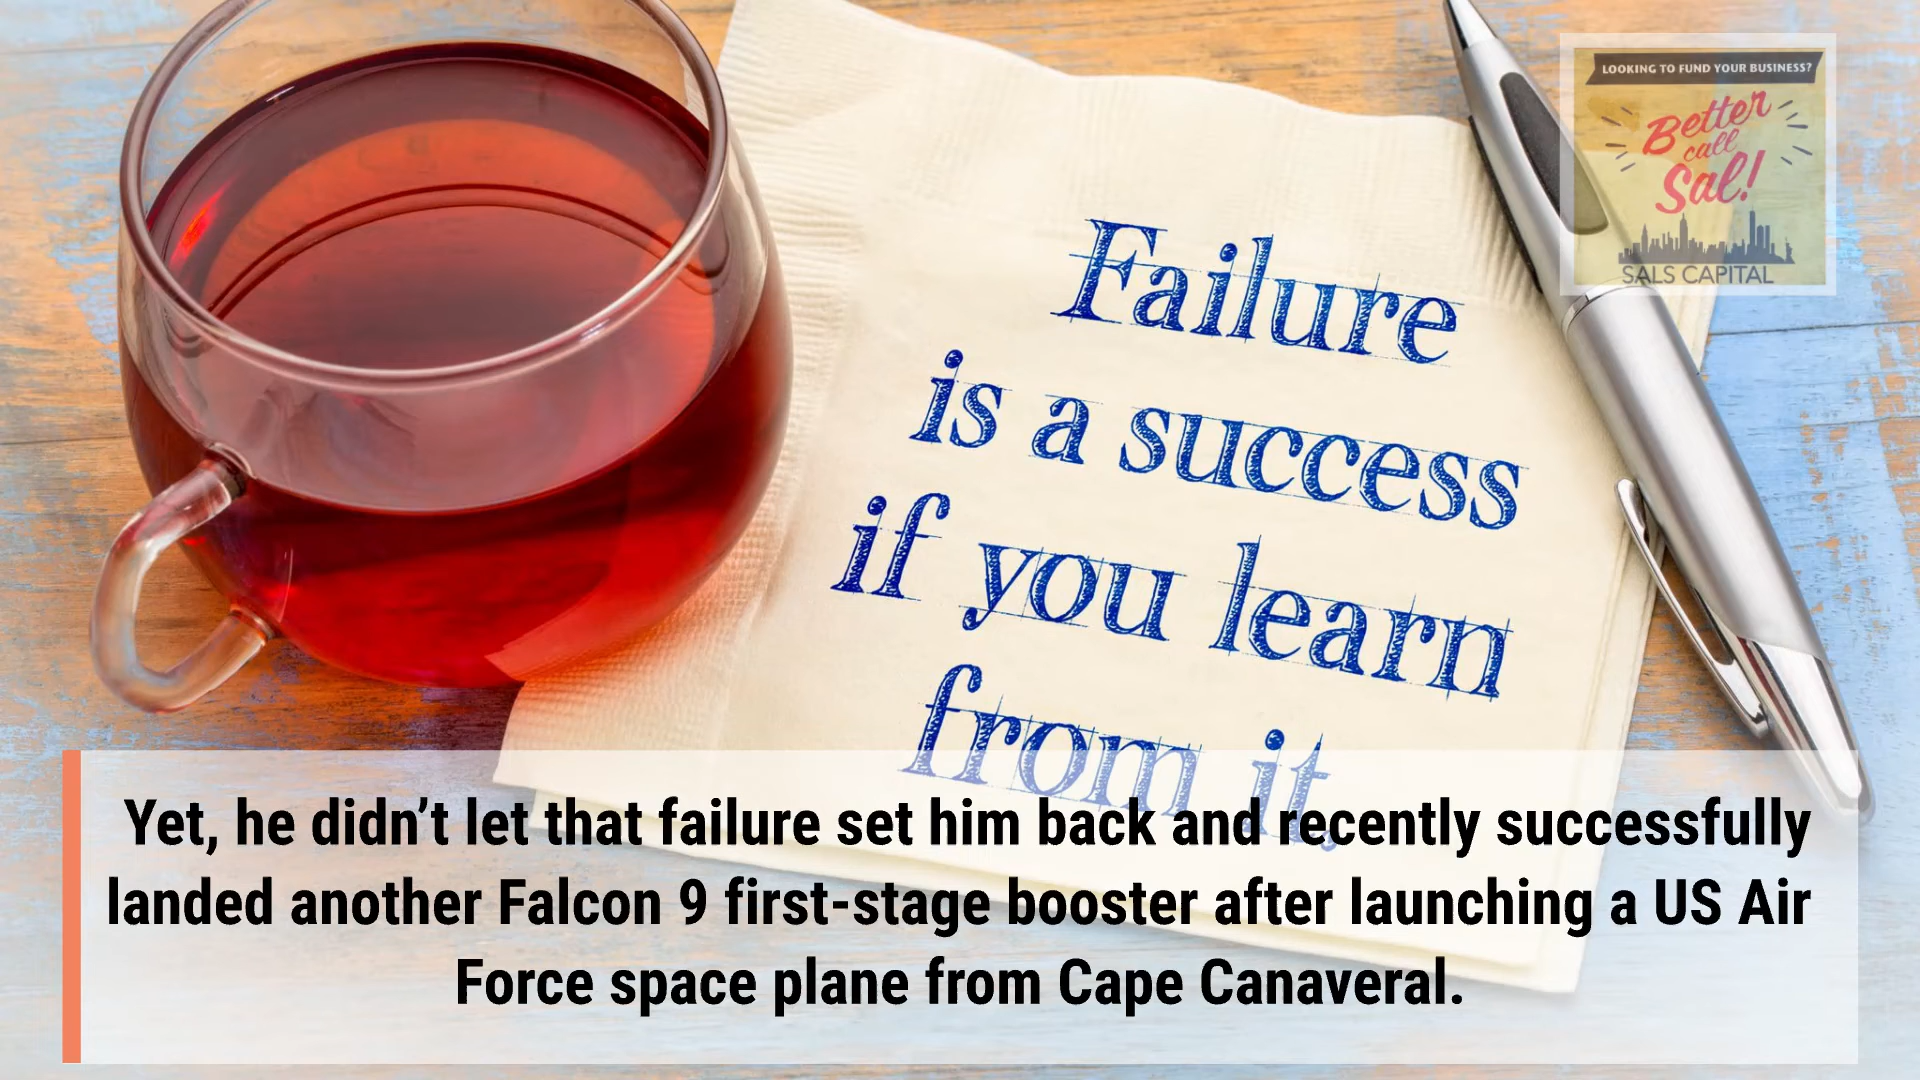 LOOKING TO FUND YOUR BUSINESS?
Better
call
Sal!
SALS CAPITAL
Failure
is a success
if you learn
from it.
Yet, he didn’t let that failure set him back and recently successfully
landed another Falcon 9 first-stage booster after launching a US Air
Force space plane from Cape Canaveral.